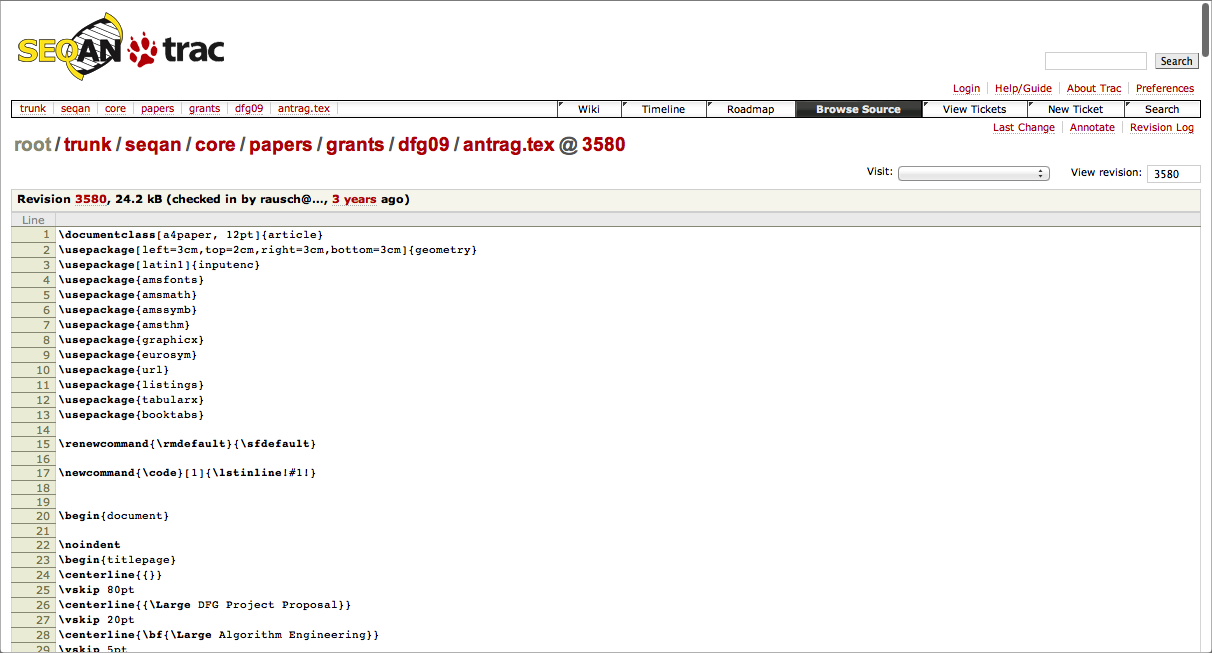 SEQAN trac
Search
Login Help/Guide About Trac Preferences
trunk seqan core papers grants dfg09 antrag.tex Wiki Timeline Roadmap Browse Source View Tickets New Ticket Search
Last Change Annotate Revision Log
root/trunk/seqan/core/papers/grants/dfg09/antrag.tex @ 3580
Visit: View revision: 3580
Revision 3580, 24.2 kB (checked in by rausch@…, 3 years ago)
Line
1 \documentclass[a4paper, 12pt]{article}
2 \usepackage[left=3cm,top=2cm,right=3cm,bottom=3cm]{geometry}
3 \usepackage[latin1]{inputenc}
4 \usepackage{amsfonts}
5 \usepackage{amsmath}
6 \usepackage{amssymb}
7 \usepackage{amsthm}
8 \usepackage{graphicx}
9 \usepackage{eurosym}
10 \usepackage{url}
11 \usepackage{listings}
12 \usepackage{tabularx}
13 \usepackage{booktabs}
14
15 \renewcommand{\rmdefault}{\sfdefault}
16
17 \newcommand{\code}[1]{\lstinline!#1!}
18
19
20 \begin{document}
21
22 \noindent
23 \begin{titlepage}
24 \centerline{{}}
25 \vskip 80pt
26 \centerline{{\Large DFG Project Proposal}}
27 \vskip 20pt
28 \centerline{\bf{\Large Algorithm Engineering}}
29 \vskip 5pt